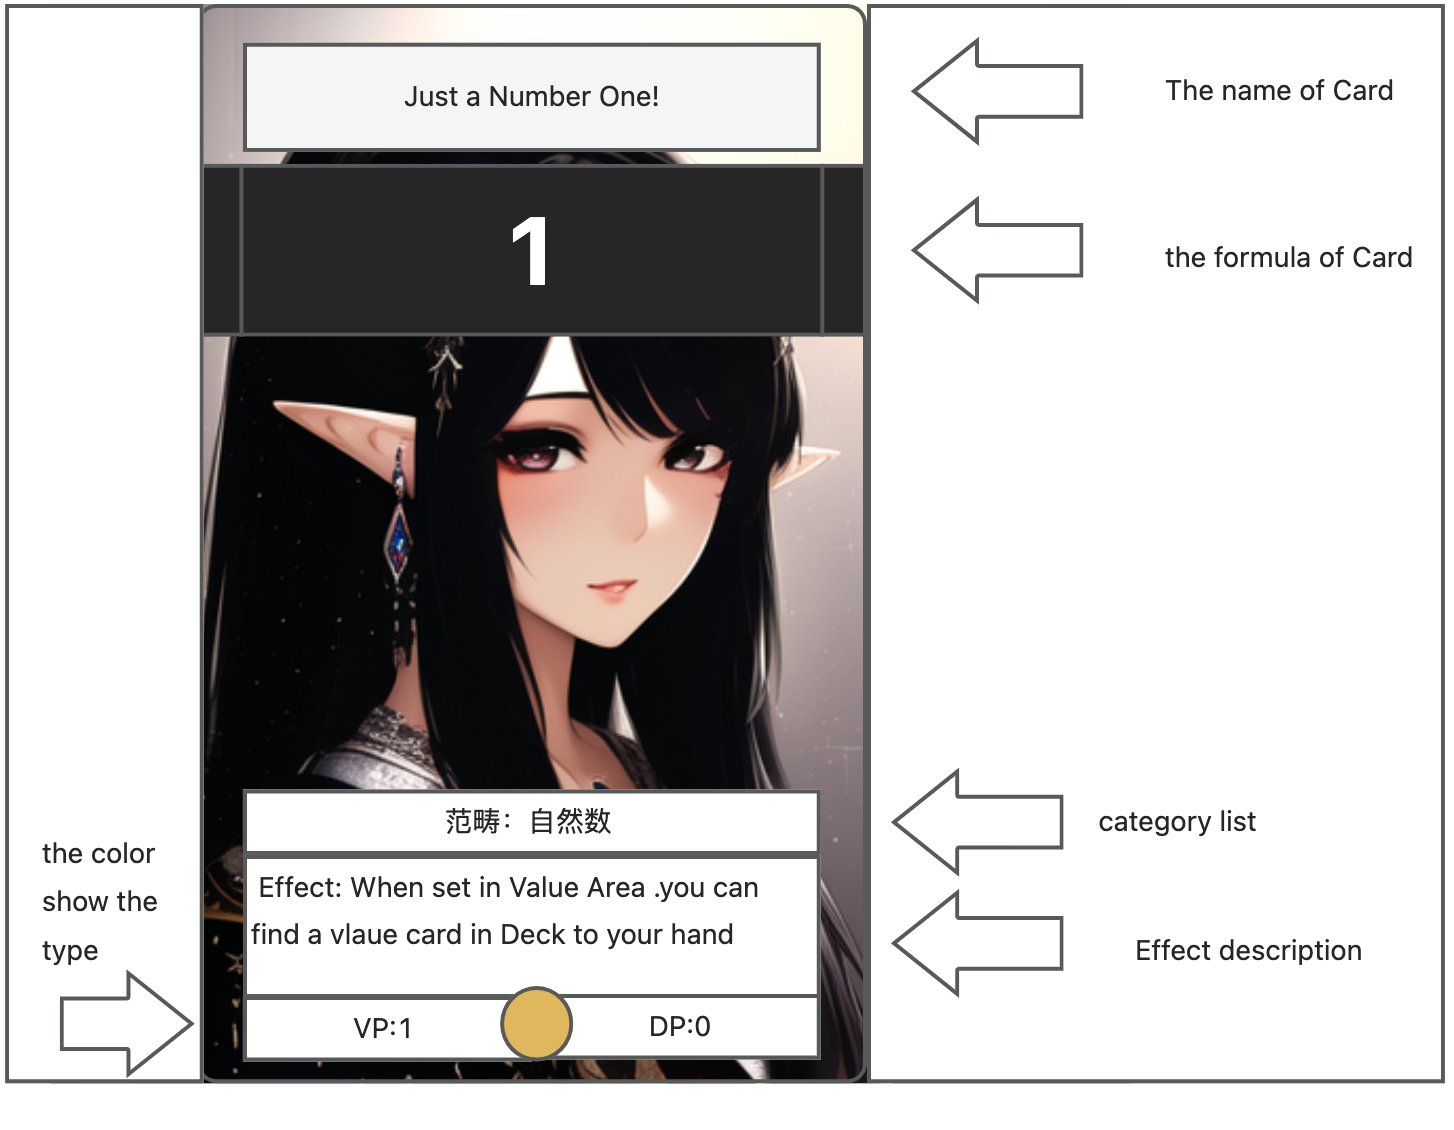 Just a Number One!
The name of Card
1
the formula of Card
范畴：自然数
category list
the color
show the
type
Effect: When set in Value Area .you can
find a vlaue card in Deck to your hand
Effect description
VP:1
DP:0